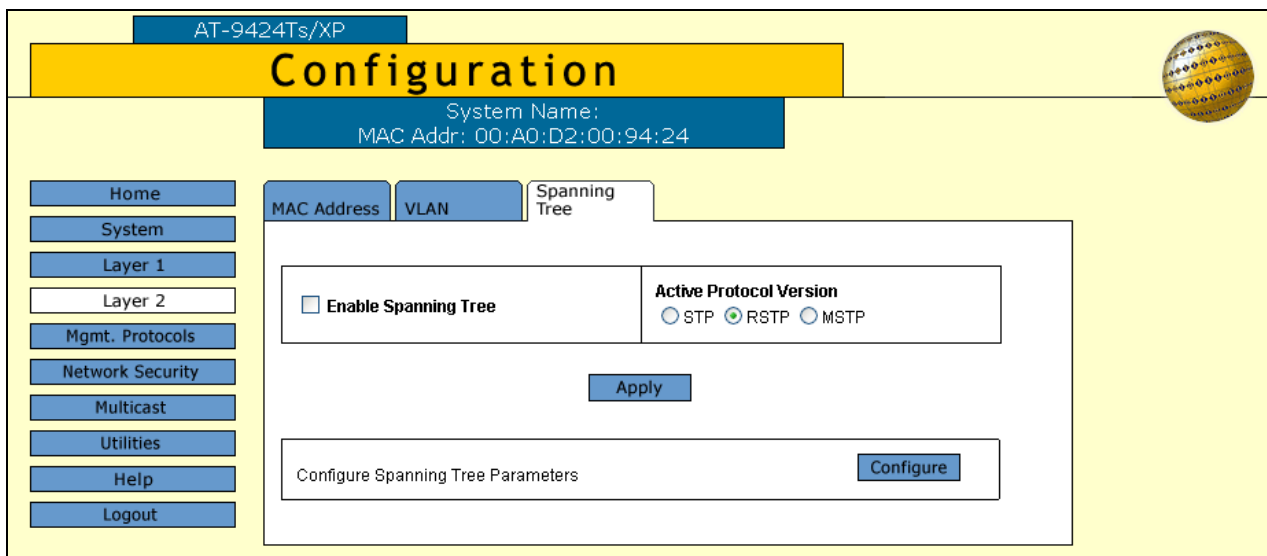 AT-9424Ts/XP
Configuration
System Name:
MAC Addr: 00:A0:D2:00:94:24
Home
System
Layer 1
Layer 2
Mgmt. Protocols
Network Security
Multicast
Utilities
Help
Logout
MAC Address
VLAN
Spanning
Tree
Enable Spanning Tree
Active Protocol Version
STP RSTP MSTP
Apply
Configure Spanning Tree Parameters
Configure